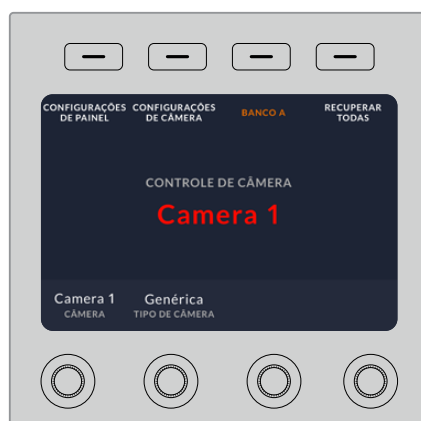 CONFIGURAÇÕES DE PAINEL
CONFIGURAÇÕES DE CÂMERA
BANCO A
RECUPERAR TODAS
CONTROLE DE CÂMERA
Camera 1
Camera 1
CÂMERA
Genérica
TIPO DE CÂMERA